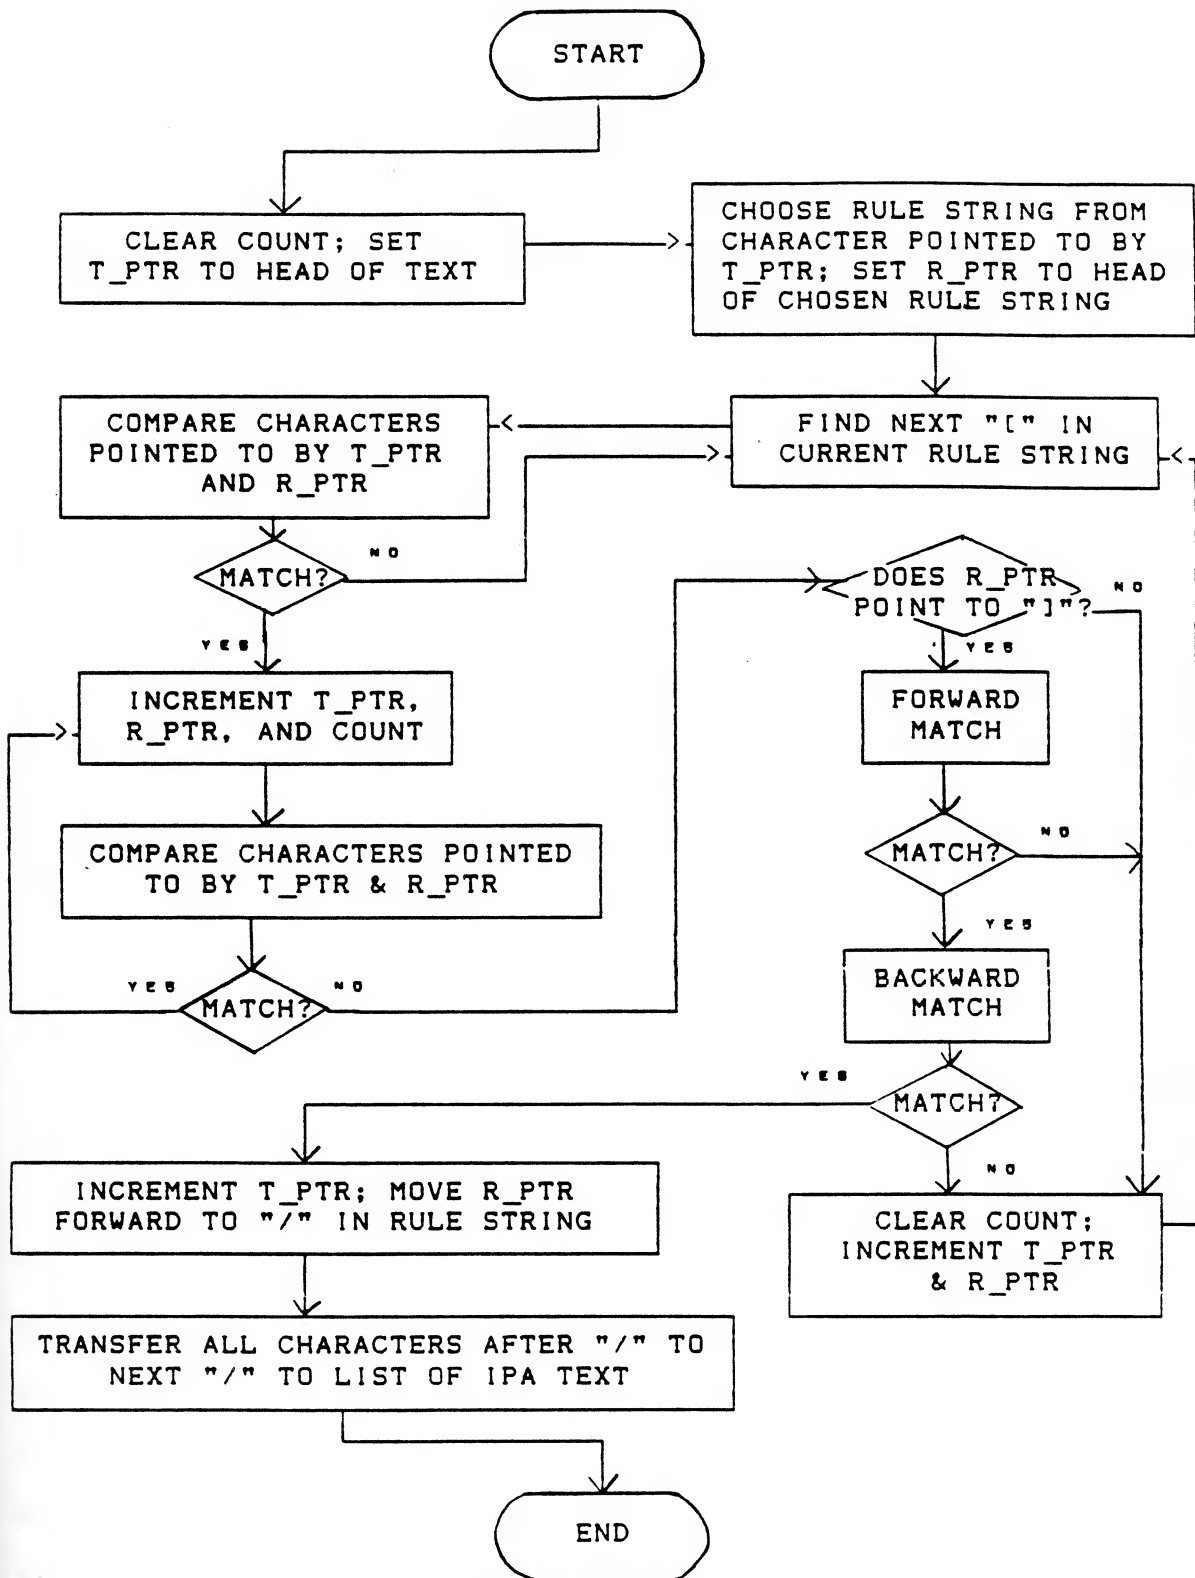 START
CLEAR COUNT; SET
T_PTR TO HEAD OF TEXT
CHOOSE RULE STRING FROM
CHARACTER POINTED TO BY
T_PTR; SET R_PTR TO HEAD
OF CHOSEN RULE STRING
COMPARE CHARACTERS
POINTED TO BY T_PTR
AND R_PTR
FIND NEXT "[" IN
CURRENT RULE STRING
MATCH?
NO
YES
DOES R_PTR
POINT TO "]"?
NO
YES
INCREMENT T_PTR,
R_PTR, AND COUNT
FORWARD
MATCH
COMPARE CHARACTERS POINTED
TO BY T_PTR & R_PTR
MATCH?
NO
YES
YES
MATCH?
NO
BACKWARD
MATCH
YES
MATCH?
NO
INCREMENT T_PTR; MOVE R_PTR
FORWARD TO "/" IN RULE STRING
CLEAR COUNT;
INCREMENT T_PTR
& R_PTR
TRANSFER ALL CHARACTERS AFTER "/" TO
NEXT "/" TO LIST OF IPA TEXT
END